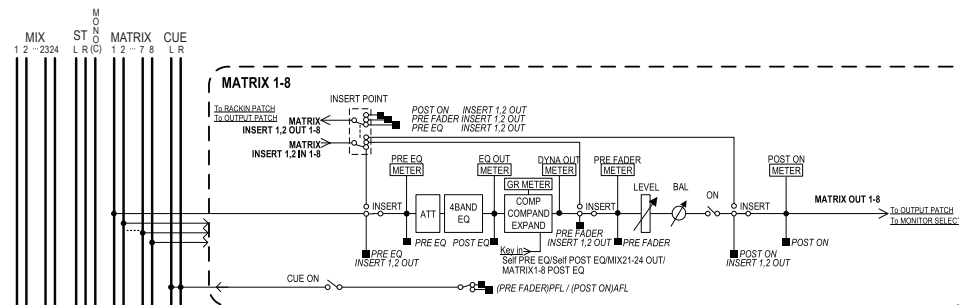 MIX
1 2 ···2324
ST
L R
MONO
(C)
MATRIX
1 2 ··· 7 8
CUE
L R
MATRIX 1-8
INSERT POINT
To RACKIN PATCH
To OUTPUT PATCH
MATRIX
INSERT 1,2 OUT 1-8
MATRIX
INSERT 1,2 IN 1-8
POST ON INSERT 1,2 OUT
PRE FADER INSERT 1,2 OUT
PRE EQ INSERT 1,2 OUT
PRE EQ
METER
EQ OUT
METER
DYNA OUT
METER
PRE FADER
METER
POST ON
METER
GR METER
INSERT
ATT
4BAND
EQ
COMP
COMPAND
EXPAND
INSERT
LEVEL
BAL
ON
INSERT
MATRIX OUT 1-8
To OUTPUT PATCH
To MONITOR SELECT
PRE EQ
INSERT 1,2 OUT
PRE EQ
POST EQ
PRE FADER
INSERT 1,2 OUT
PRE FADER
POST ON
INSERT 1,2 OUT
POST ON
Key in
Self PRE EQ/Self POST EQ/MIX21-24 OUT/
MATRIX1-8 POST EQ
CUE ON
(PRE FADER)PFL / (POST ON)AFL